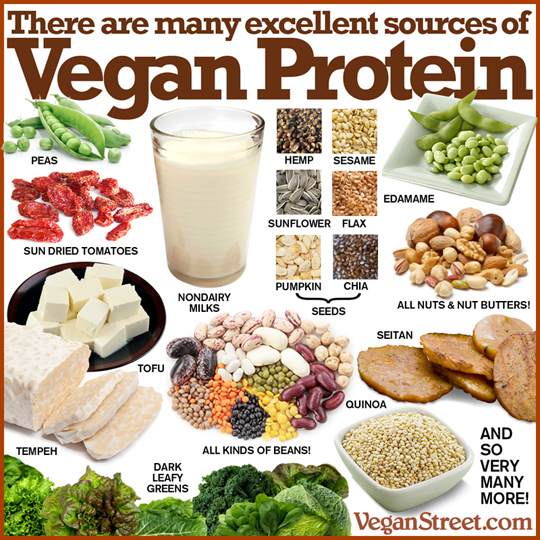 There are many excellent sources of
Vegan Protein
PEAS
HEMP
SESAME
EDAMAME
SUN DRIED TOMATOES
SUNFLOWER
FLAX
NONDAIRY
MILKS
PUMPKIN
CHIA
SEEDS
ALL NUTS & NUT BUTTERS!
TOFU
SEITAN
QUINOA
TEMPEH
ALL KINDS OF BEANS!
DARK
LEAFY
GREENS
AND
SO
VERY
MANY
MORE!
VeganStreet.com